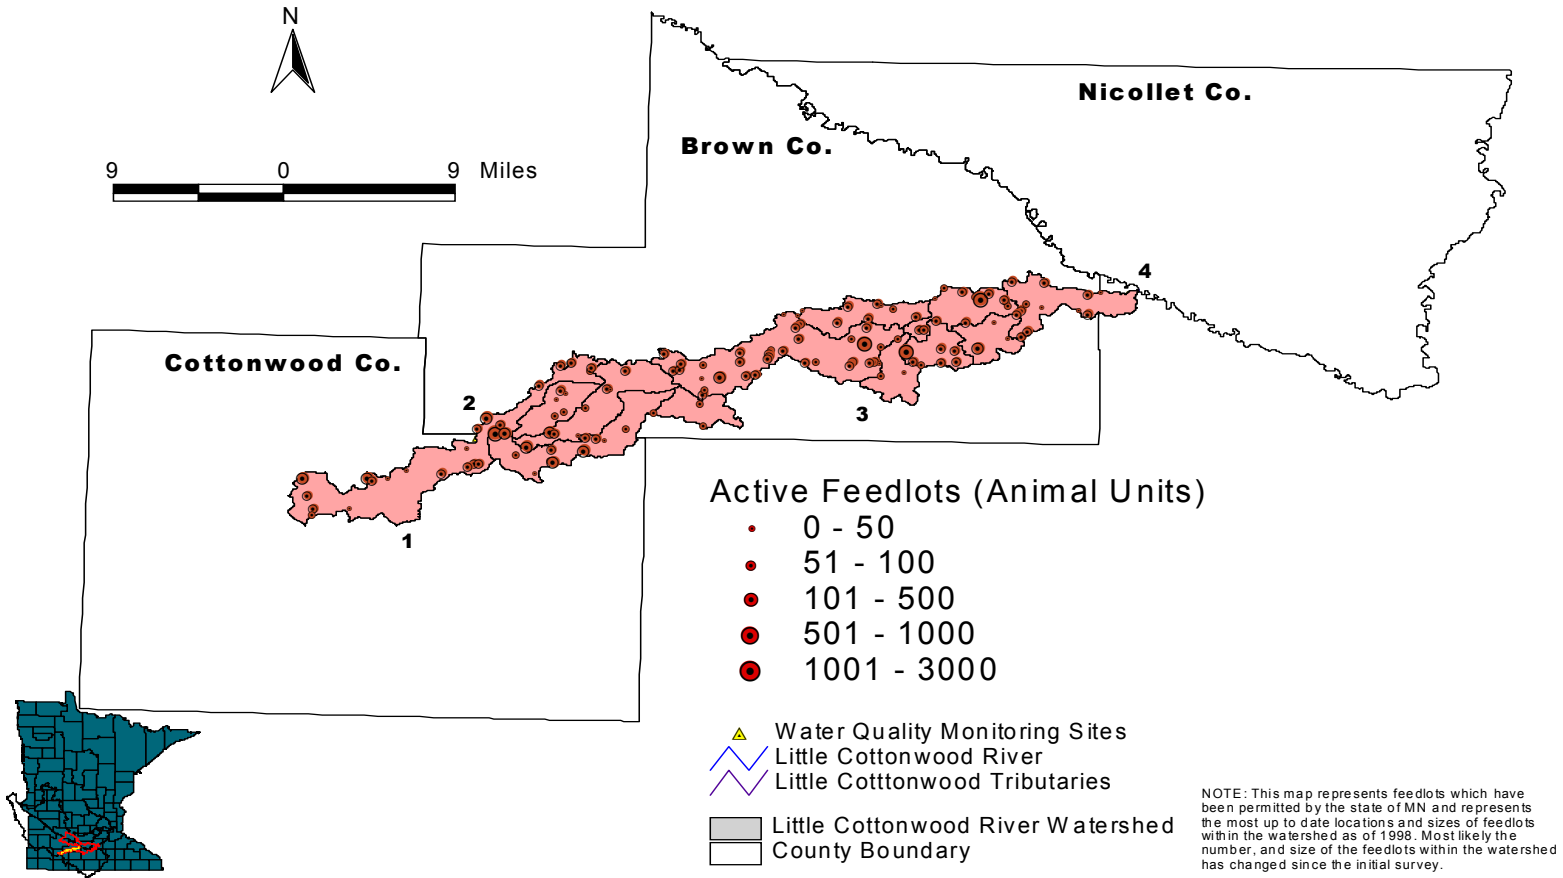 N
9 0 9 Miles
Nicollet Co.
Brown Co.
4
Cottonwood Co.
2
3
1
Active Feedlots (Animal Units)
0 - 50
51 - 100
101 - 500
501 - 1000
1001 - 3000
Water Quality Monitoring Sites
Little Cottonwood River
Little Cotttonwood Tributaries
Little Cottonwood River Watershed
County Boundary
NOTE: This map represents feedlots which have
been permitted by the state of MN and represents
the most up to date locations and sizes of feedlots
within the watershed as of 1998. Most likely the
number, and size of the feedlots within the watershed
has changed since the initial survey.